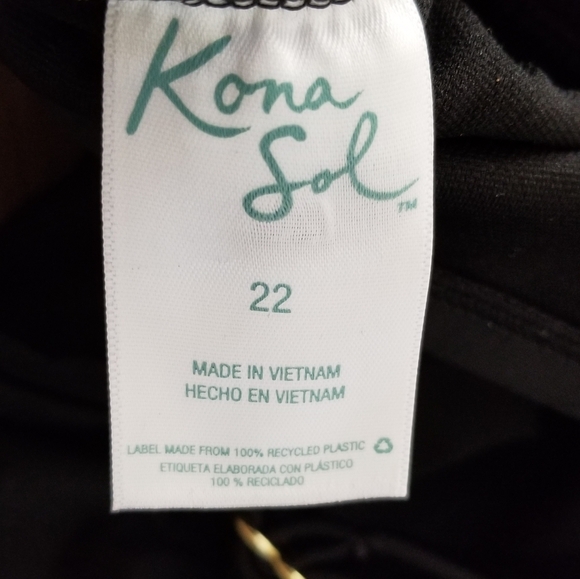 Kona
Sol™
22
MADE IN VIETNAM
HECHO EN VIETNAM
LABEL MADE FROM 100% RECYCLED PLASTIC
ETIQUETA ELABORADA CON PLÁSTICO
100 % RECICLADO